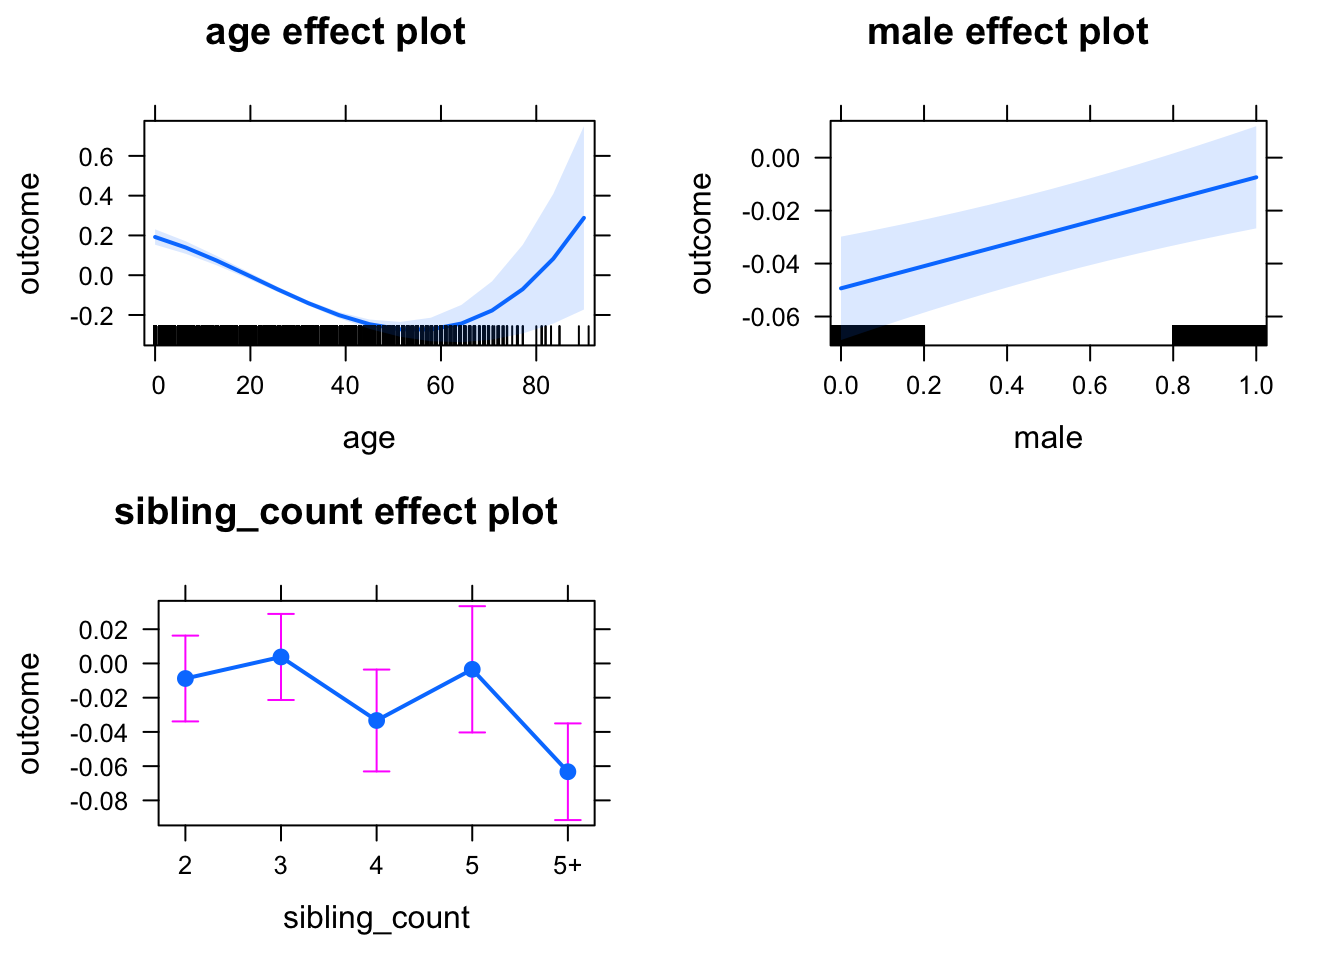 age effect plot
outcome
0.6
0.4
0.2
0.0
-0.2
0 20 40 60 80
age
male effect plot
outcome
0.00
-0.02
-0.04
-0.06
0.0 0.2 0.4 0.6 0.8 1.0
male
sibling_count effect plot
outcome
0.02
0.00
-0.02
-0.04
-0.06
-0.08
2 3 4 5 5+
sibling_count